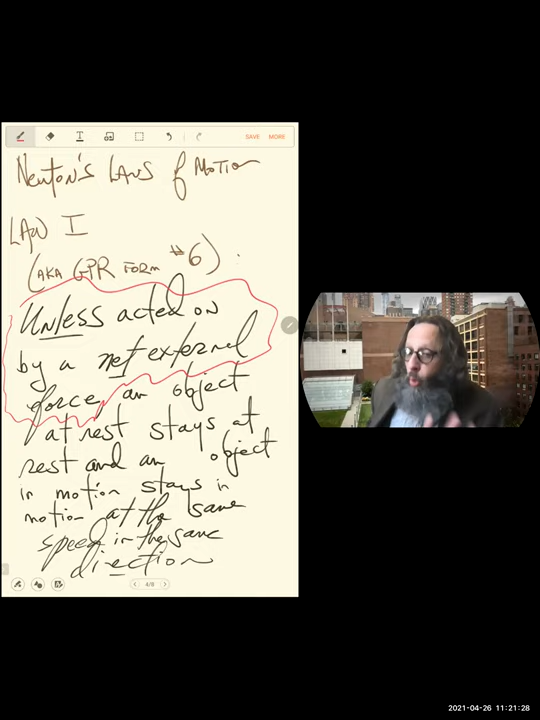 SAVE MORE
Newton's Laws of Motion
LAW I
(AKA GPR FORM #6).
Unless acted on
by a net external
force, an object
at rest stays at
rest and an object
in motion stays in
motion at the same
speed in the same
direction
4/8
2021-04-26 11:21:28